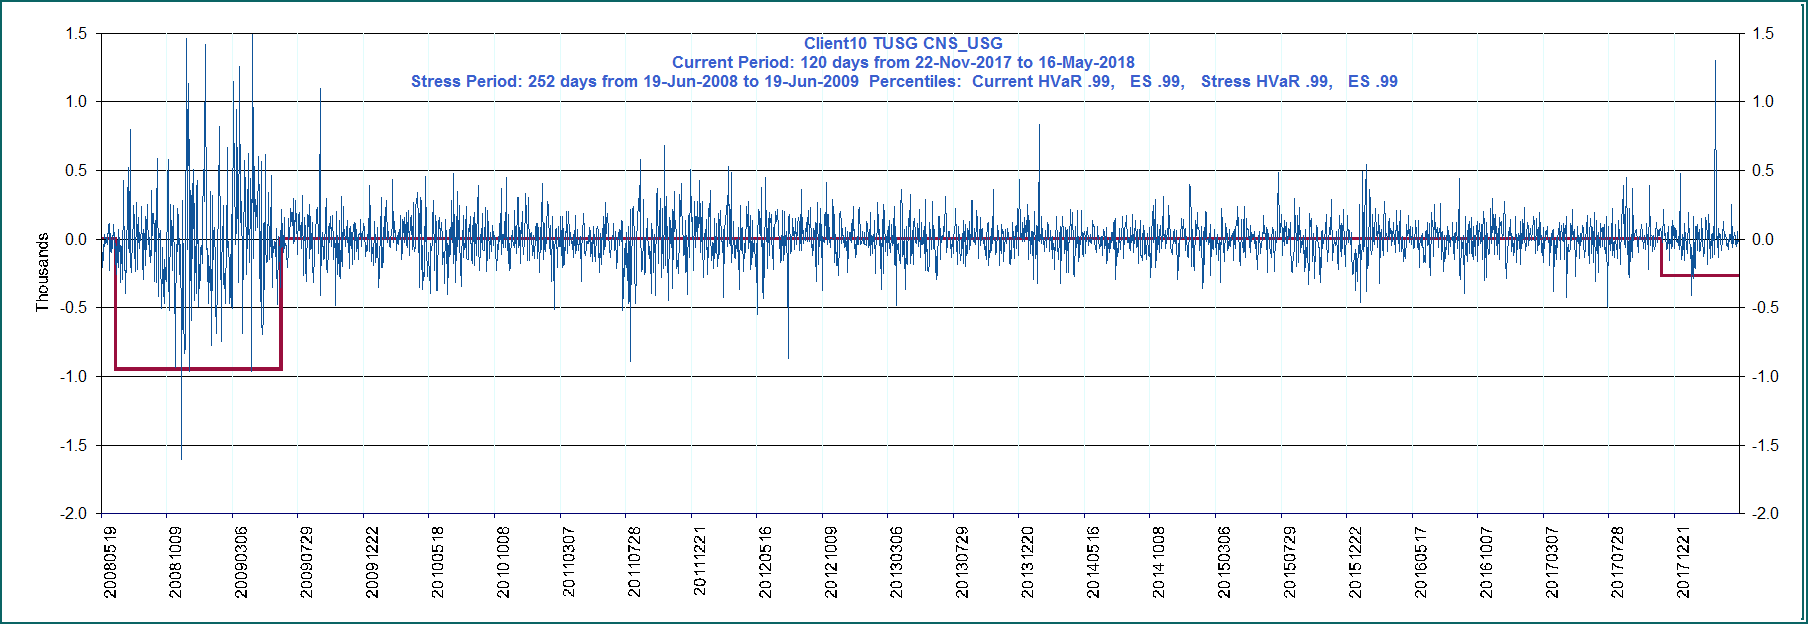 Client10 TUSG CNS_USG
Current Period: 120 days from 22-Nov-2017 to 16-May-2018
Stress Period: 252 days from 19-Jun-2008 to 19-Jun-2009  Percentiles:  Current HVaR .99,   ES .99,   Stress HVaR .99,   ES .99
1.5 1.5
1.0 1.0
0.5 0.5
0.0 0.0
-0.5 -0.5
-1.0 -1.0
-1.5 -1.5
-2.0 -2.0
Thousands
20080519 20081009 20090306 20090729 20091222 20100518 20101008 20110307 20110728 20111221 20120516 20121009 20130306 20130729 20131220 20140516 20141008 20150306 20150729 20151222 20160517 20161007 20170307 20170728 20171221